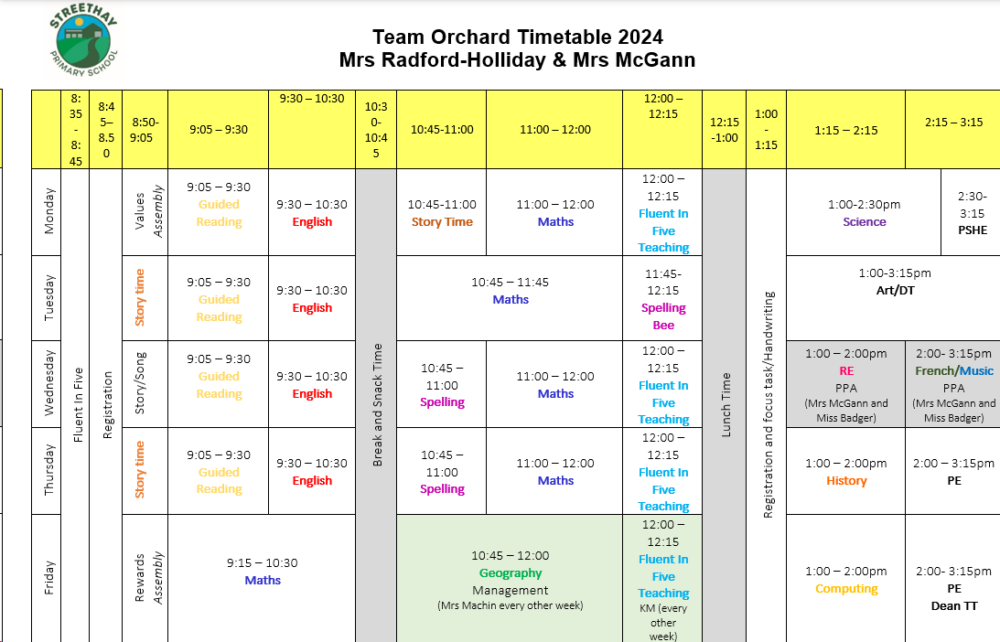 STREETHAY
PRIMARY SCHOOL
Team Orchard Timetable 2024
Mrs Radford-Holliday & Mrs McGann
8:
35
-
8:
45
8:4
5–
8.5
0
8:50-
9:05
9:05 – 9:30
9:30 – 10:30
10:3
0-
10:4
5
10:45-11:00
11:00 – 12:00
12:00 –
12:15
12:15
-1:00
1:00
-
1:15
1:15 – 2:15
2:15 – 3:15
Monday
Fluent In Five
Registration
Values
Assembly
9:05 – 9:30
Guided
Reading
9:30 – 10:30
English
Break and Snack Time
10:45-11:00
Story Time
11:00 – 12:00
Maths
12:00 –
12:15
Fluent In
Five
Teaching
Lunch Time
Registration and focus task/Handwriting
1:00-2:30pm
Science
2:30-
3:15
PSHE
Tuesday
Story time
9:05 – 9:30
Guided
Reading
9:30 – 10:30
English
10:45 – 11:45
Maths
11:45-
12:15
Spelling
Bee
1:00-3:15pm
Art/DT
Wednesday
Story/Song
9:05 – 9:30
Guided
Reading
9:30 – 10:30
English
10:45 –
11:00
Spelling
11:00 – 12:00
Maths
12:00 –
12:15
Fluent In
Five
Teaching
1:00 – 2:00pm
RE
PPA
(Mrs McGann and
Miss Badger)
2:00- 3:15pm
French/Music
PPA
(Mrs McGann and
Miss Badger)
Thursday
Story time
9:05 – 9:30
Guided
Reading
9:30 – 10:30
English
10:45 –
11:00
Spelling
11:00 – 12:00
Maths
12:00 –
12:15
Fluent In
Five
Teaching
1:00 – 2:00pm
History
2:00 – 3:15pm
PE
Friday
Rewards
Assembly
9:15 – 10:30
Maths
10:45 – 12:00
Geography
Management
(Mrs Machin every other week)
12:00 –
12:15
Fluent In
Five
Teaching
KM (every
other
week)
1:00 – 2:00pm
Computing
2:00- 3:15pm
PE
Dean TT